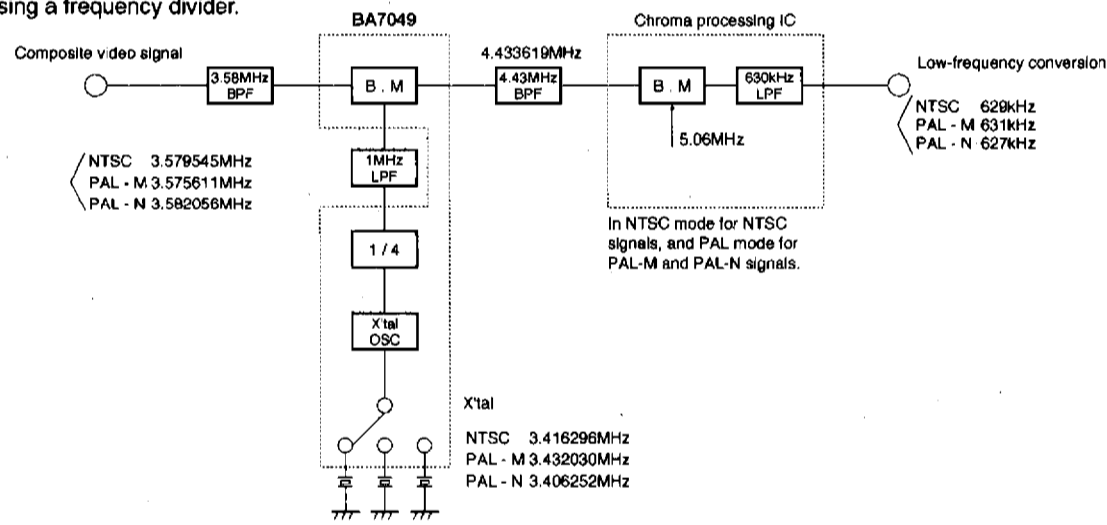 sing a frequency divider.
BA7049
Chroma processing IC
Composite video signal
4.433619MHz
Low-frequency conversion
3.58MHz
BPF
B . M
4.43MHz
BPF
B . M
630kHz
LPF
5.06MHz
NTSC 629kHz
PAL - M 631kHz
PAL - N 627kHz
NTSC 3.579545MHz
PAL - M 3.575611MHz
PAL - N 3.582056MHz
1MHz
LPF
1 / 4
In NTSC mode for NTSC
signals, and PAL mode for
PAL-M and PAL-N signals.
X'tal
OSC
X'tal
NTSC 3.416296MHz
PAL - M 3.432030MHz
PAL - N 3.406252MHz